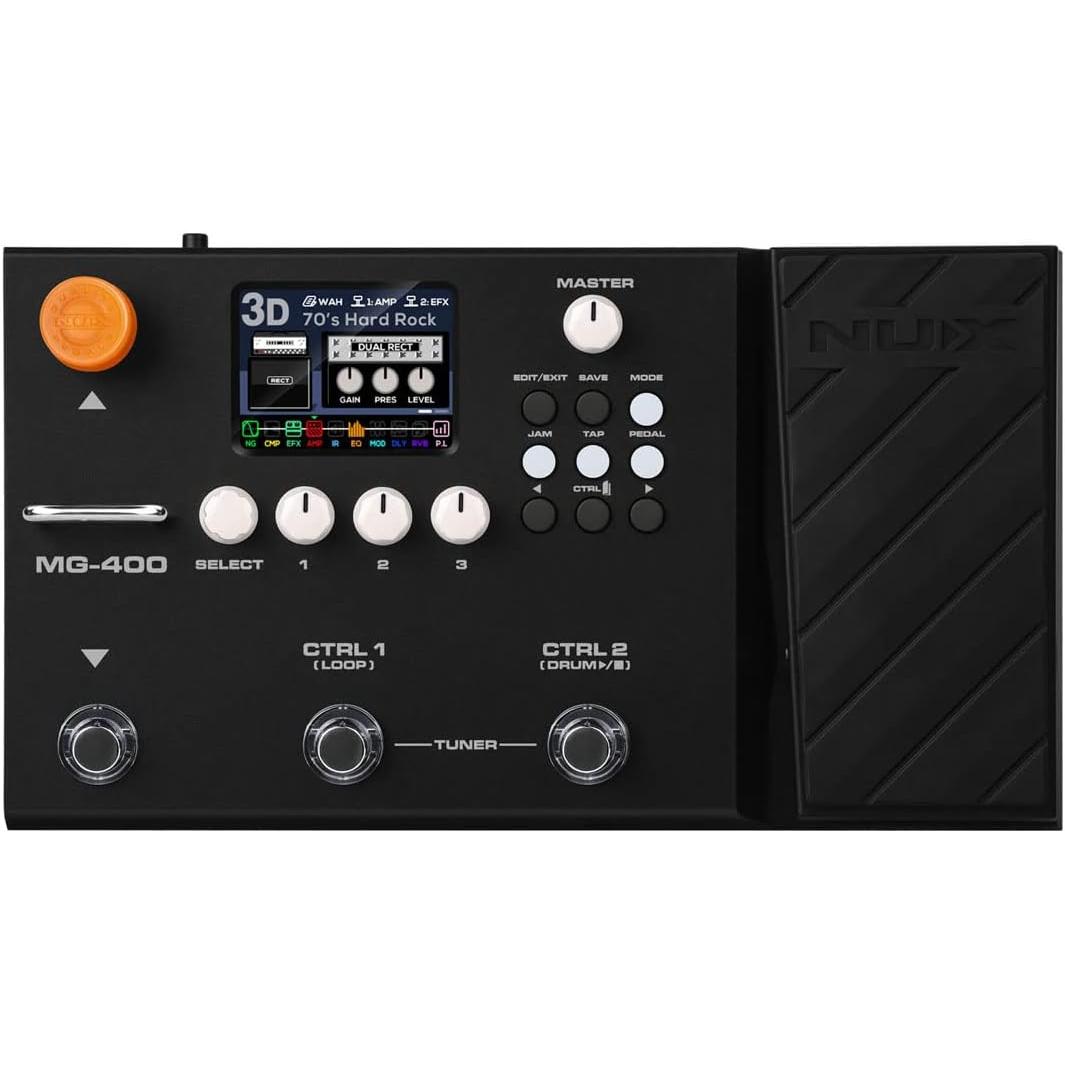 3D
WAH 1:AMP 2:EFX
70's Hard Rock
DUAL RECT
RECT
GAIN PRES LEVEL
NG CMP EFX AMP IR EQ MOD DLY RVB P.L
MASTER
EDIT/EXIT SAVE MODE
JAM TAP PEDAL
CTRL
NUX
NUX
MG-400
SELECT 1 2 3
CTRL 1
(LOOP)
CTRL 2
(DRUM▶/■)
TUNER